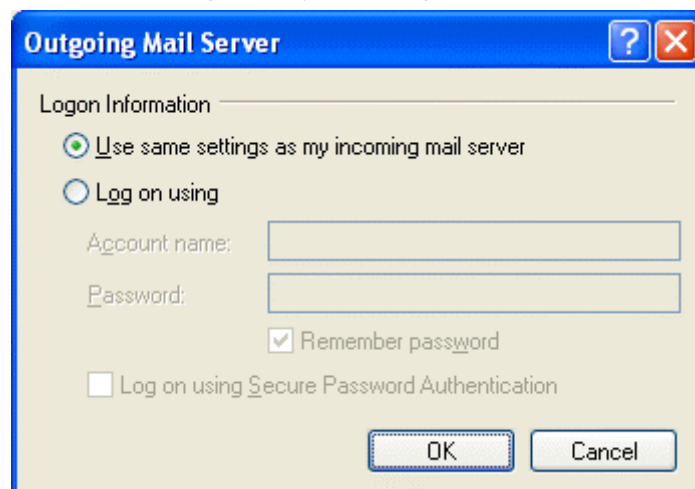 Outgoing Mail Server
Logon Information
Use same settings as my incoming mail server
Log on using
Account name:
Password:
Remember password
Log on using Secure Password Authentication
OK Cancel